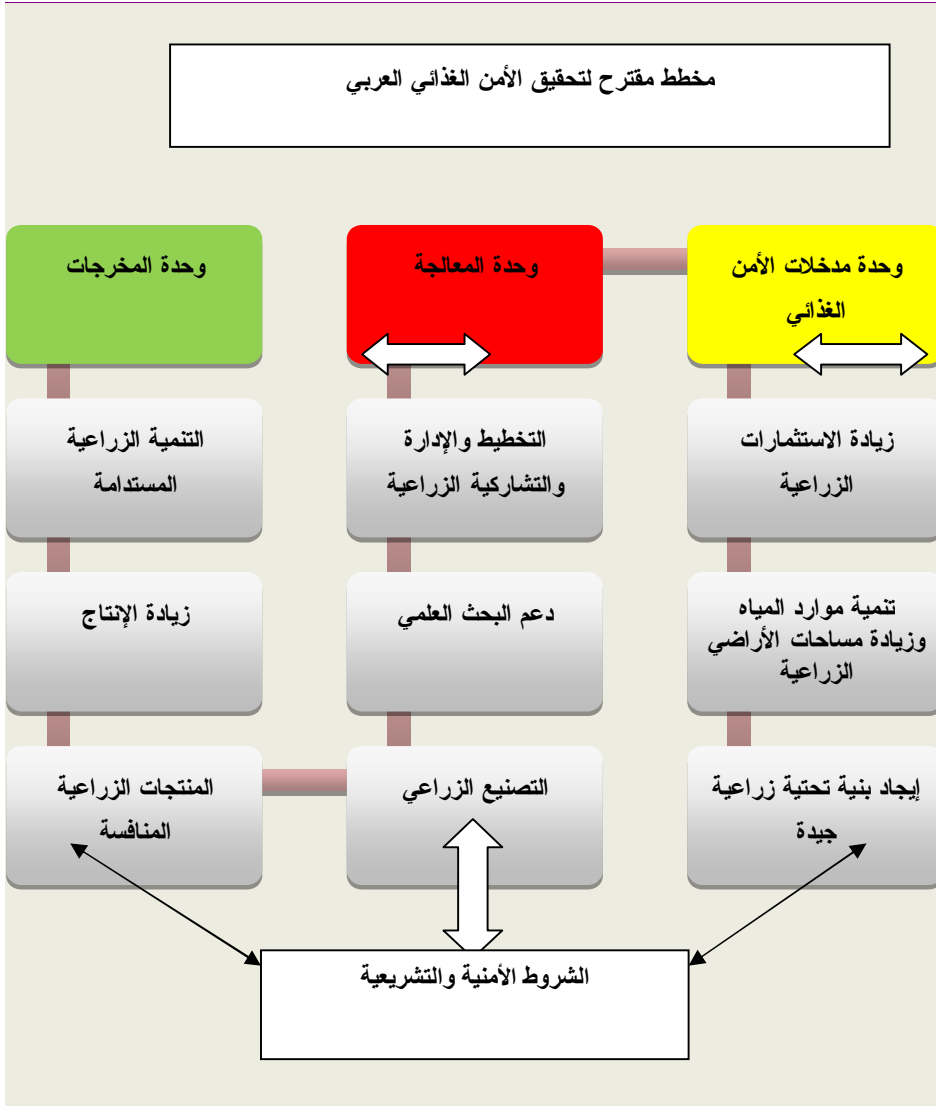 مخطط مقترح لتحقيق الأمن الغذائي العربي
وحدة مدخلات الأمن
الغذائي
وحدة المعالجة
وحدة المخرجات
زيادة الاستثمارات
الزراعية
التخطيط والإدارة
والتشاركية الزراعية
التنمية الزراعية
المستدامة
تنمية موارد المياه
وزيادة مساحات الأراضي
الزراعية
دعم البحث العلمي
زيادة الإنتاج
إيجاد بنية تحتية زراعية
جيدة
التصنيع الزراعي
المنتجات الزراعية
المنافسة
الشروط الأمنية والتشريعية